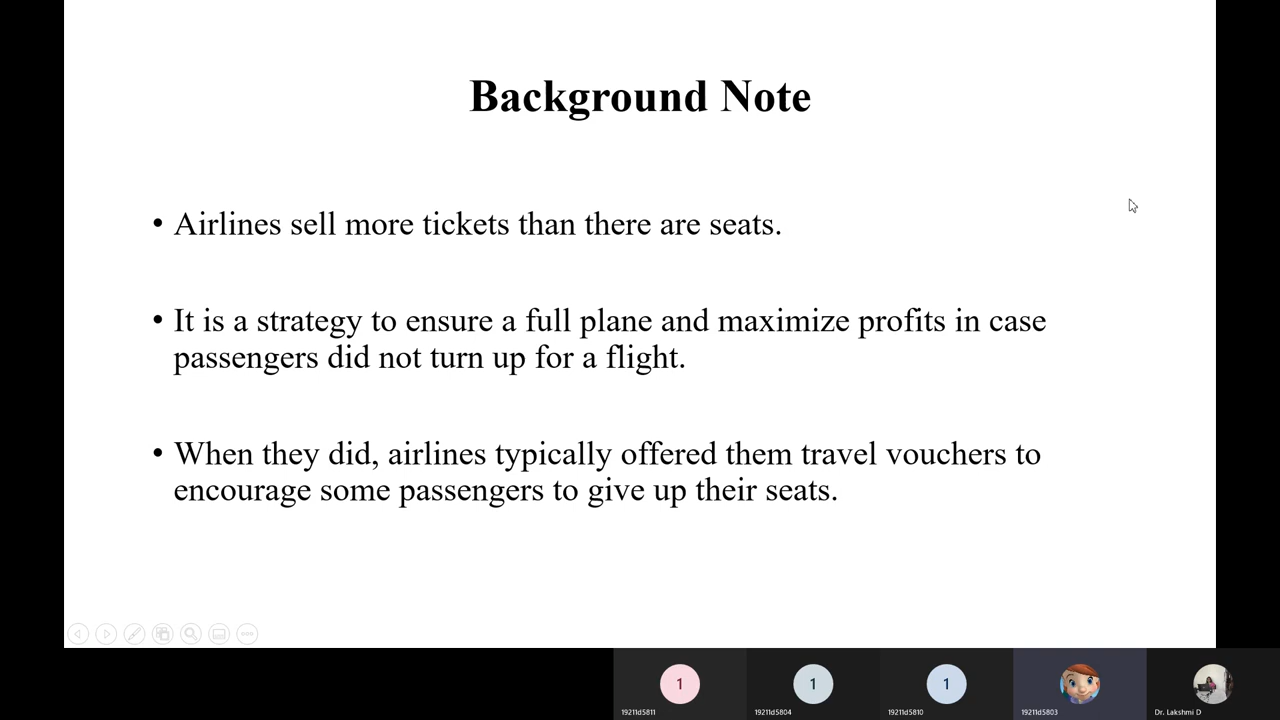 Background Note
• Airlines sell more tickets than there are seats.
• It is a strategy to ensure a full plane and maximize profits in case
passengers did not turn up for a flight.
• When they did, airlines typically offered them travel vouchers to
encourage some passengers to give up their seats.
1
1
1
19211d5811
19211d5804
19211d5810
19211d5803
Dr. Lakshmi D